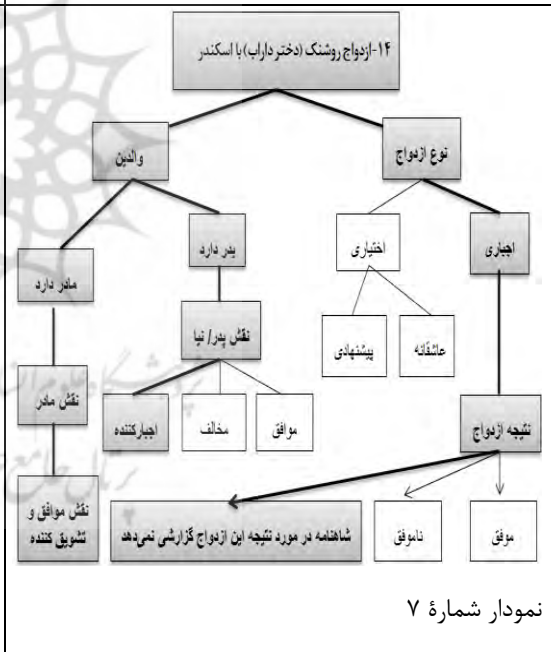 ۱۴-ازدواج روشنک (دختر داراب) با اسکندر
نوع ازدواج
والدین
اجباری
اختیاری
پدر دارد
مادر دارد
عاشقانه
پیشنهادی
نقش پدر/ نیا
نقش مادر
نتیجه ازدواج
موافق
مخالف
اجبارکننده
موفق
ناموفق
شاهنامه در مورد نتیجه این ازدواج گزارشی نمی‌دهد
نقش موافق و
تشویق کننده
نمودار شمارۀ ۷